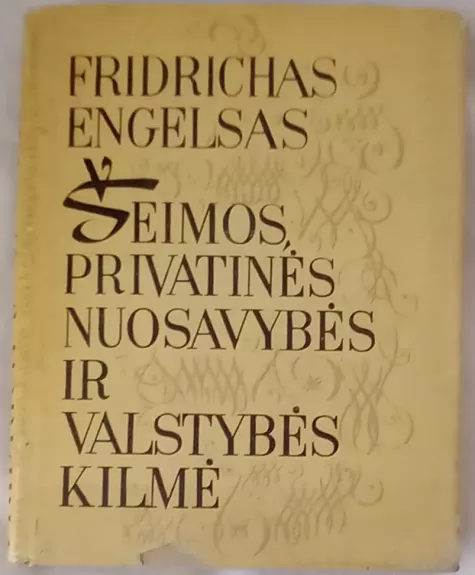 FRIDRICHAS
ENGELSAS
ŠEIMOS,
PRIVATINĖS
NUOSAVYBĖS
IR
VALSTYBĖS
KILMĖ